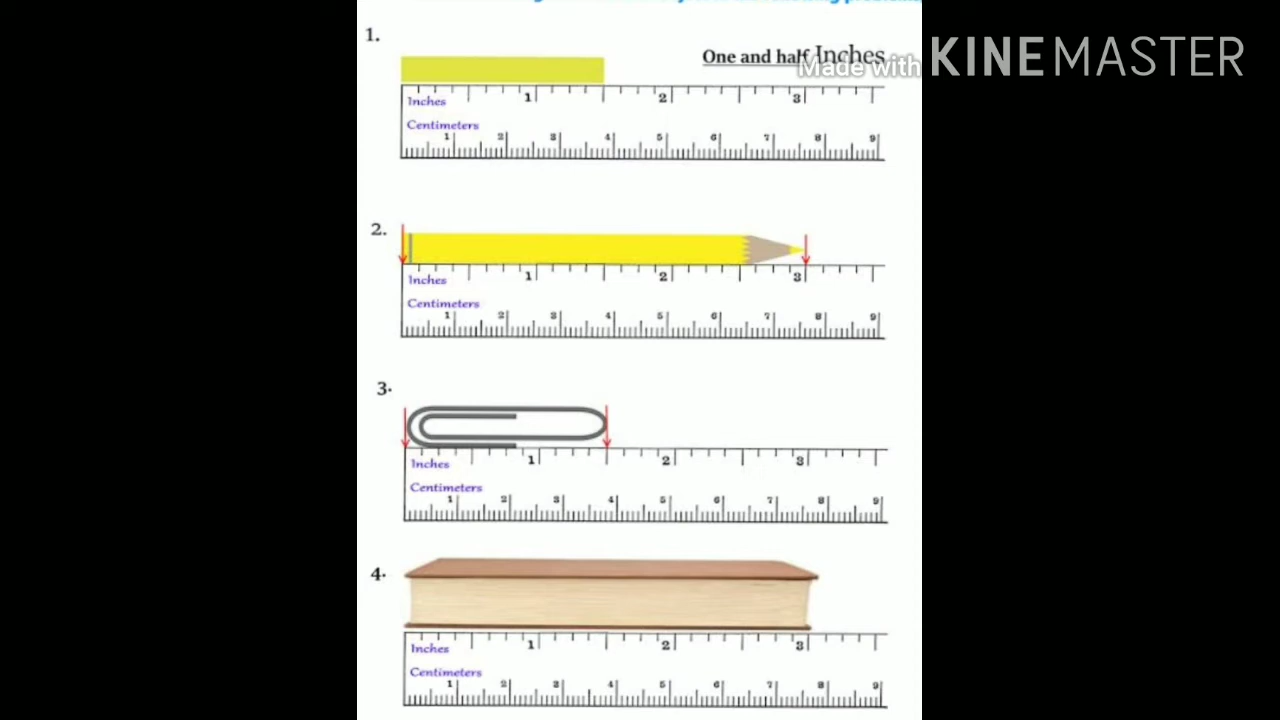 1.
One and half Inches
Made with KINEMASTER
1 2 3
Inches
Centimeters
1 2 3 4 5 6 7 8 9
2.
1 2 3
Inches
Centimeters
1 2 3 4 5 6 7 8 9
3.
1 2 3
Inches
Centimeters
1 2 3 4 5 6 7 8 9
4.
1 2 3
Inches
Centimeters
1 2 3 4 5 6 7 8 9